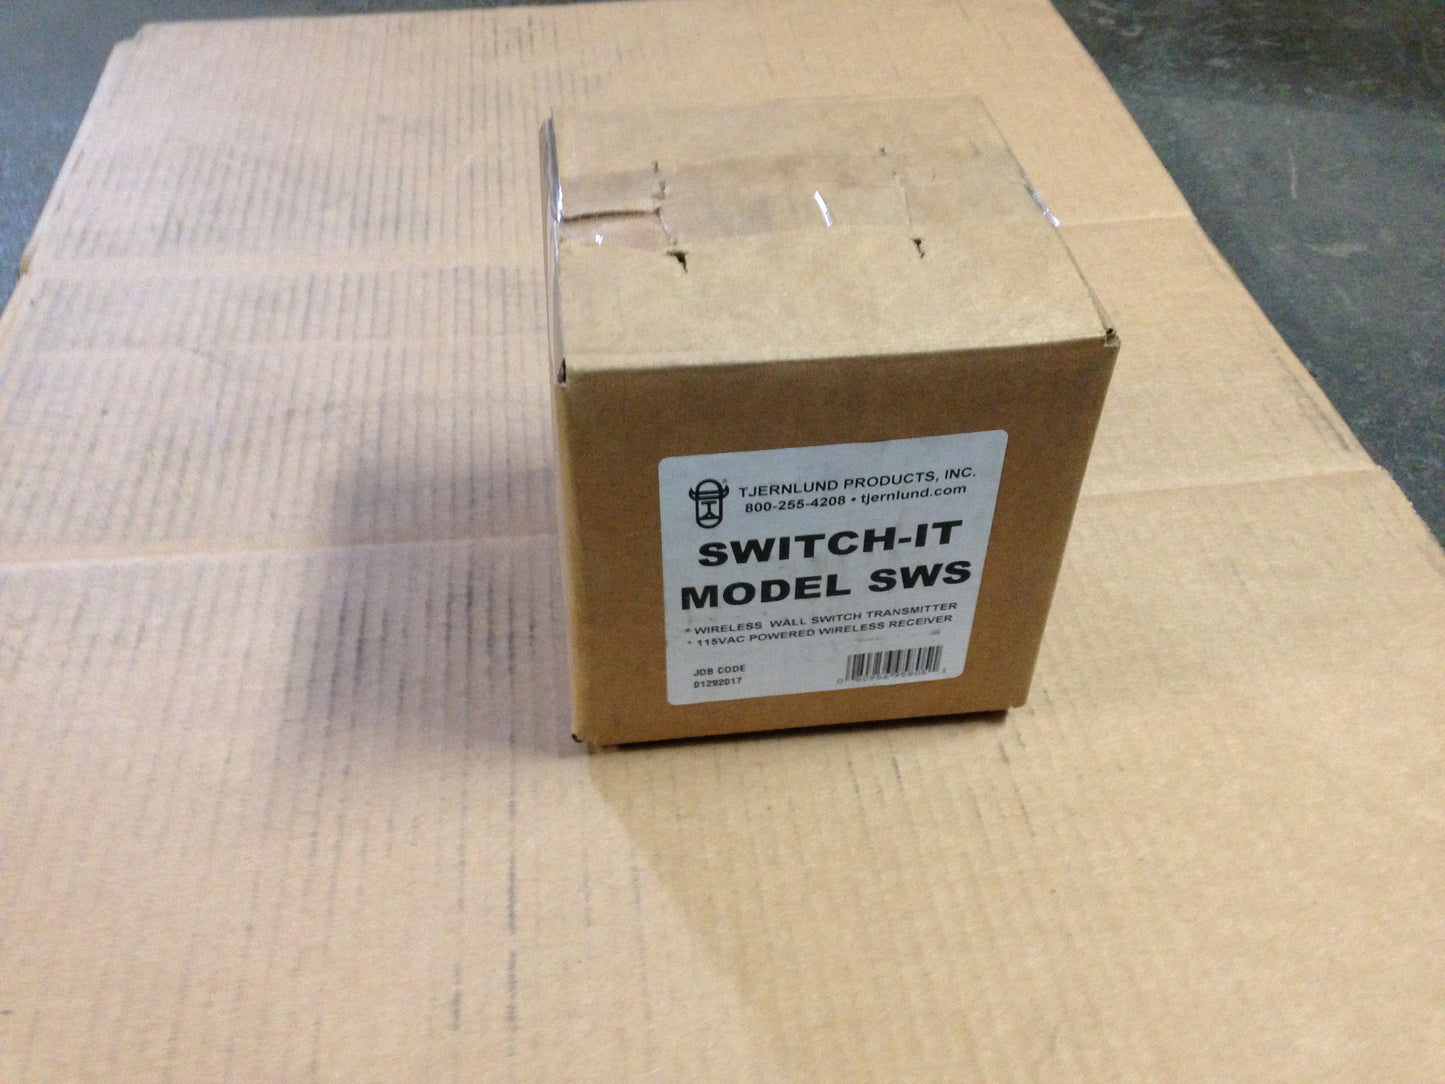 TJERNLUND PRODUCTS, INC.
800-255-4208 • tjernlund.com
SWITCH-IT
MODEL SWS
* WIRELESS WALL SWITCH TRANSMITTER
* 115VAC POWERED WIRELESS RECEIVER
JOB CODE
01292017